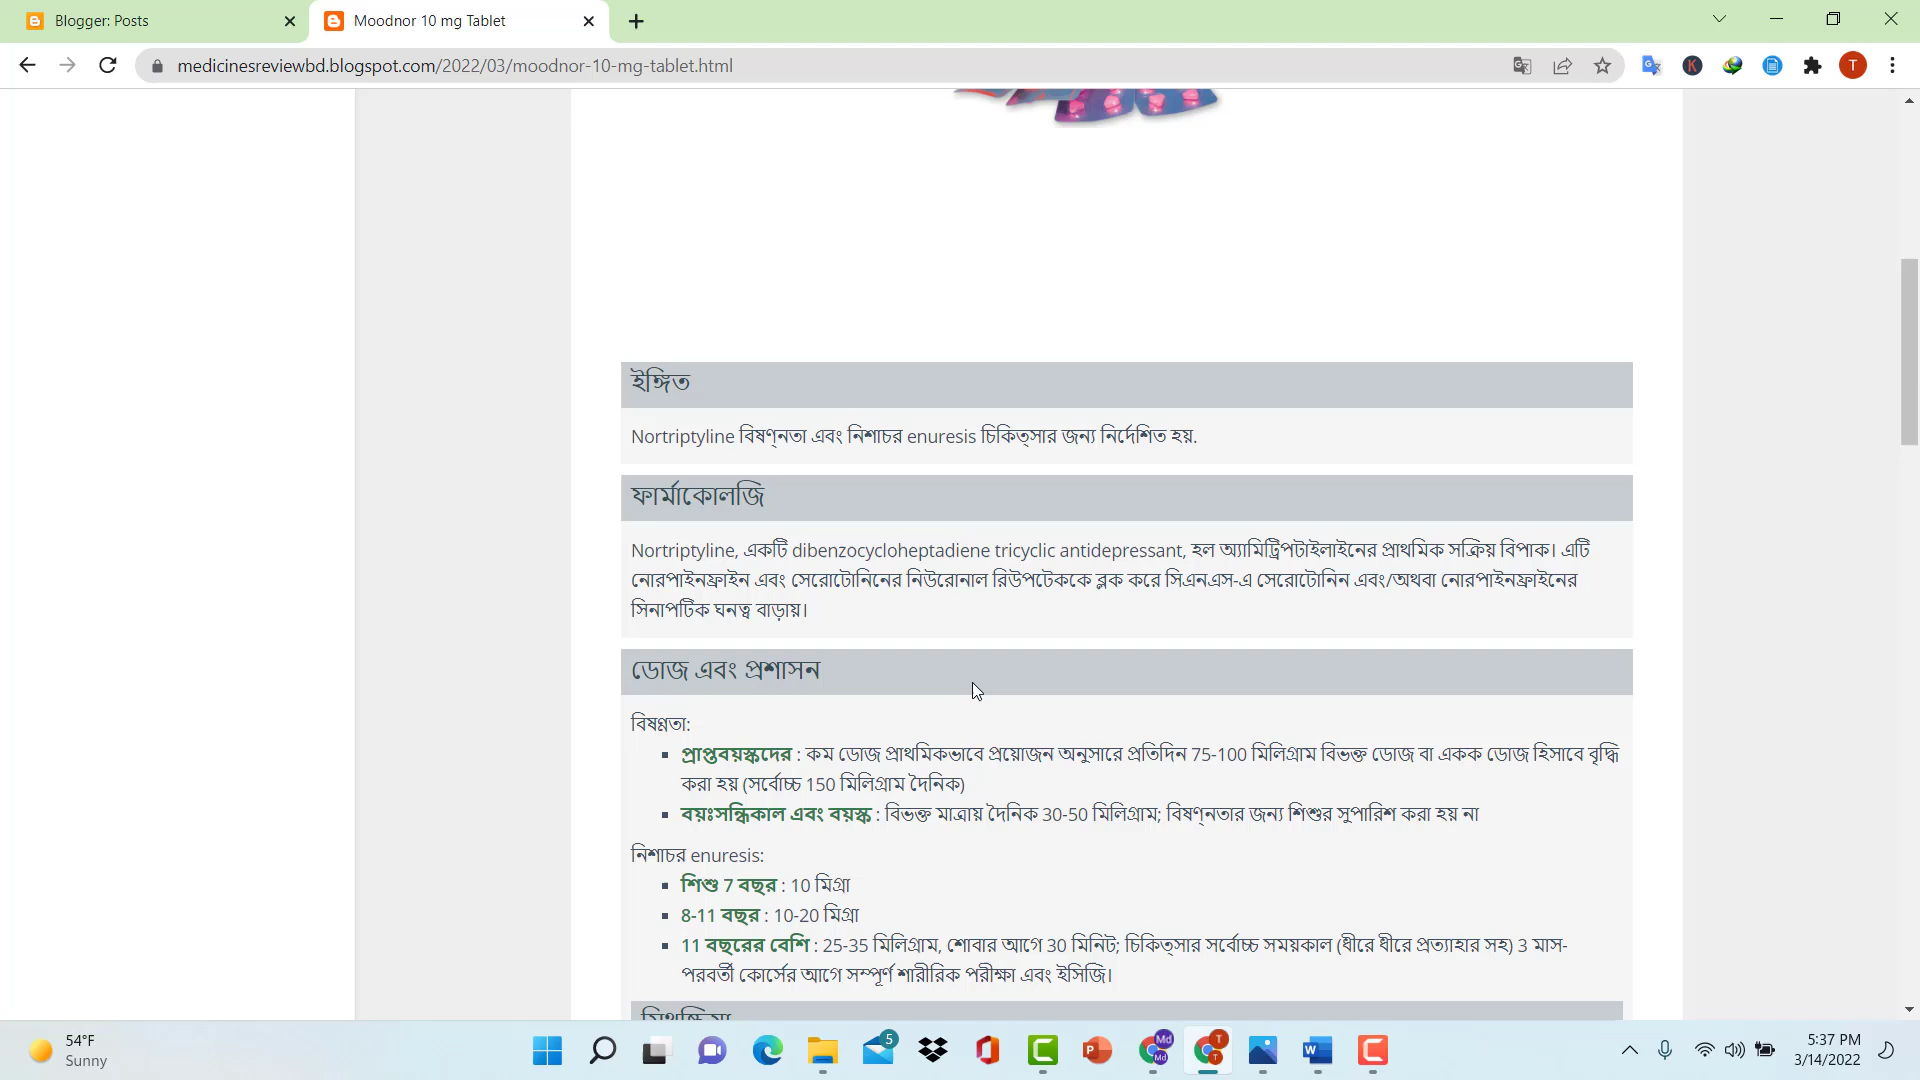 Blogger: Posts
Moodnor 10 mg Tablet
medicinesreviewbd.blogspot.com/2022/03/moodnor-10-mg-tablet.html
T
ইঙ্গিত
Nortriptyline বিষণ্নতা এবং নিশাচর enuresis চিকিত্সার জন্য নির্দেশিত হয়.
ফার্মাকোলজি
Nortriptyline, একটি dibenzocycloheptadiene tricyclic antidepressant, হল অ্যামিট্রিপটাইলাইনের প্রাথমিক সক্রিয় বিপাক। এটি
নোরপাইনফ্রাইন এবং সেরোটোনিনের নিউরোনাল রিউপটেককে ব্লক করে সিএনএস-এ সেরোটোনিন এবং/অথবা নোরপাইনফ্রাইনের
সিনাপটিক ঘনত্ব বাড়ায়।
ডোজ এবং প্রশাসন
বিষণ্ণতা:
প্রাপ্তবয়স্কদের : কম ডোজ প্রাথমিকভাবে প্রয়োজন অনুসারে প্রতিদিন 75-100 মিলিগ্রাম বিভক্ত ডোজ বা একক ডোজ হিসাবে বৃদ্ধি
করা হয় (সর্বোচ্চ 150 মিলিগ্রাম দৈনিক)
বয়ঃসন্ধিকাল এবং বয়স্ক : বিভক্ত মাত্রায় দৈনিক 30-50 মিলিগ্রাম; বিষণ্নতার জন্য শিশুর সুপারিশ করা হয় না
নিশাচর enuresis:
শিশু 7 বছর : 10 মিগ্রা
8-11 বছর : 10-20 মিগ্রা
11 বছরের বেশি : 25-35 মিলিগ্রাম, শোবার আগে 30 মিনিট; চিকিত্সার সর্বোচ্চ সময়কাল (ধীরে ধীরে প্রত্যাহার সহ) 3 মাস-
পরবর্তী কোর্সের আগে সম্পূর্ণ শারীরিক পরীক্ষা এবং ইসিজি।
54°F
Sunny
5
Md
Md
T
T
5:37 PM
3/14/2022